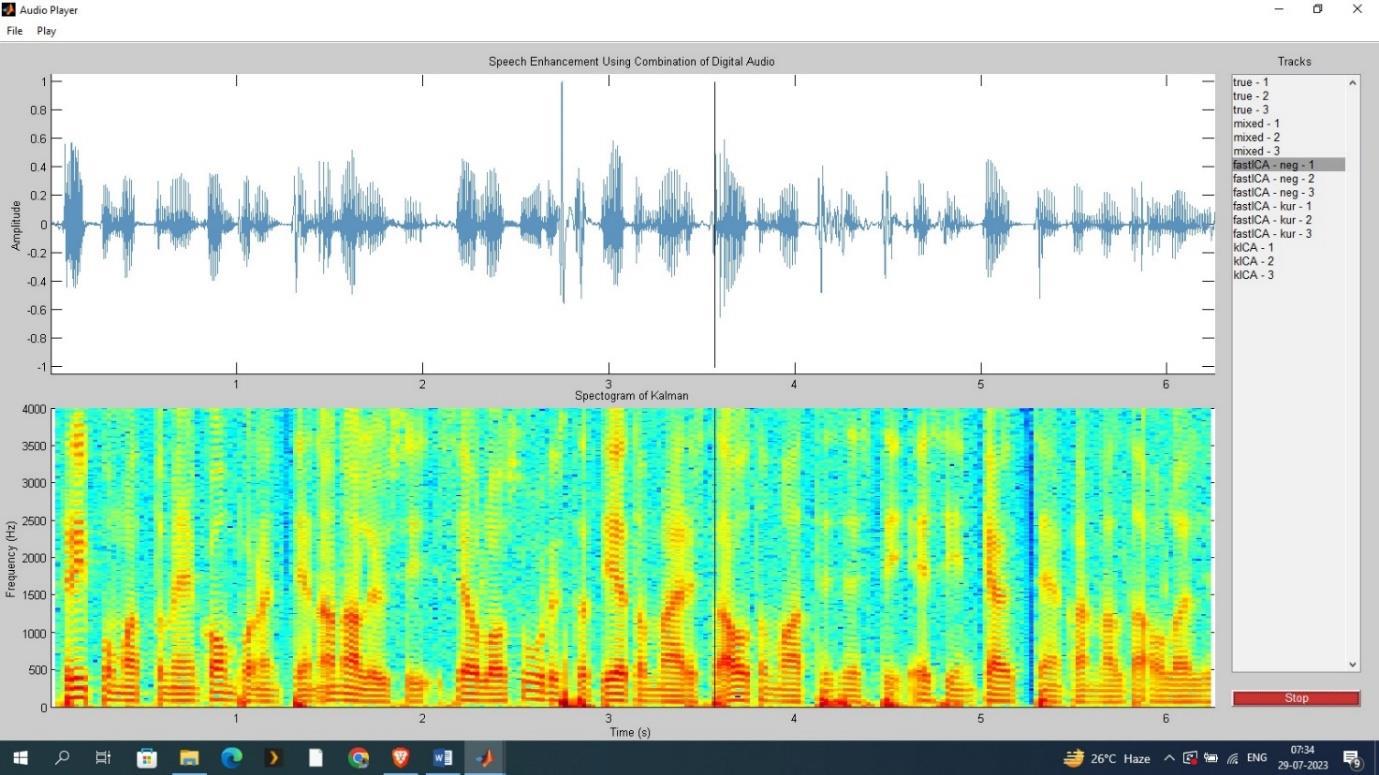 Audio Player
File Play
Speech Enhancement Using Combination of Digital Audio
Amplitude
1
0.8
0.6
0.4
0.2
0
-0.2
-0.4
-0.6
-0.8
-1
1 2 3 4 5 6
Spectogram of Kalman
Frequency (Hz)
4000
3500
3000
2500
2000
1500
1000
500
0
1 2 3 4 5 6
Time (s)
Tracks
true - 1
true - 2
true - 3
mixed - 1
mixed - 2
mixed - 3
fastICA - neg - 1
fastICA - neg - 2
fastICA - neg - 3
fastICA - kur - 1
fastICA - kur - 2
fastICA - kur - 3
kICA - 1
kICA - 2
kICA - 3
Stop
26°C Haze ENG 07:34
29-07-2023 9